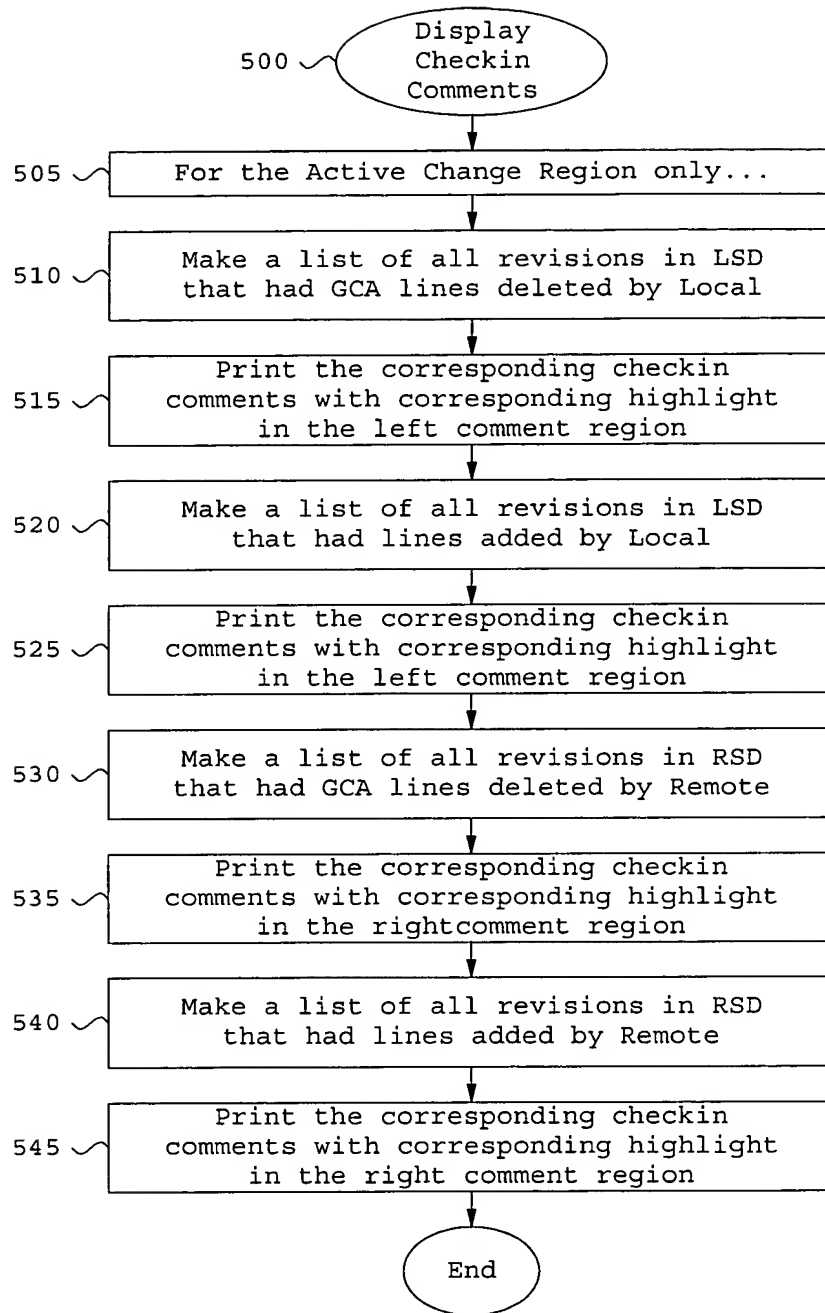 Display
500
Checkin
Comments
505
For the Active Change Region only...
510
Make a list of all revisions in LSD
that had GCA lines deleted by Local
515
Print the corresponding checkin
comments with corresponding highlight
in the left comment region
520
Make a list of all revisions in LSD
that had lines added by Local
525
Print the corresponding checkin
comments with corresponding highlight
in the left comment region
530
Make a list of all revisions in RSD
that had GCA lines deleted by Remote
535
Print the corresponding checkin
comments with corresponding highlight
in the rightcomment region
540
Make a list of all revisions in RSD
that had lines added by Remote
545
Print the corresponding checkin
comments with corresponding highlight
in the right comment region
End